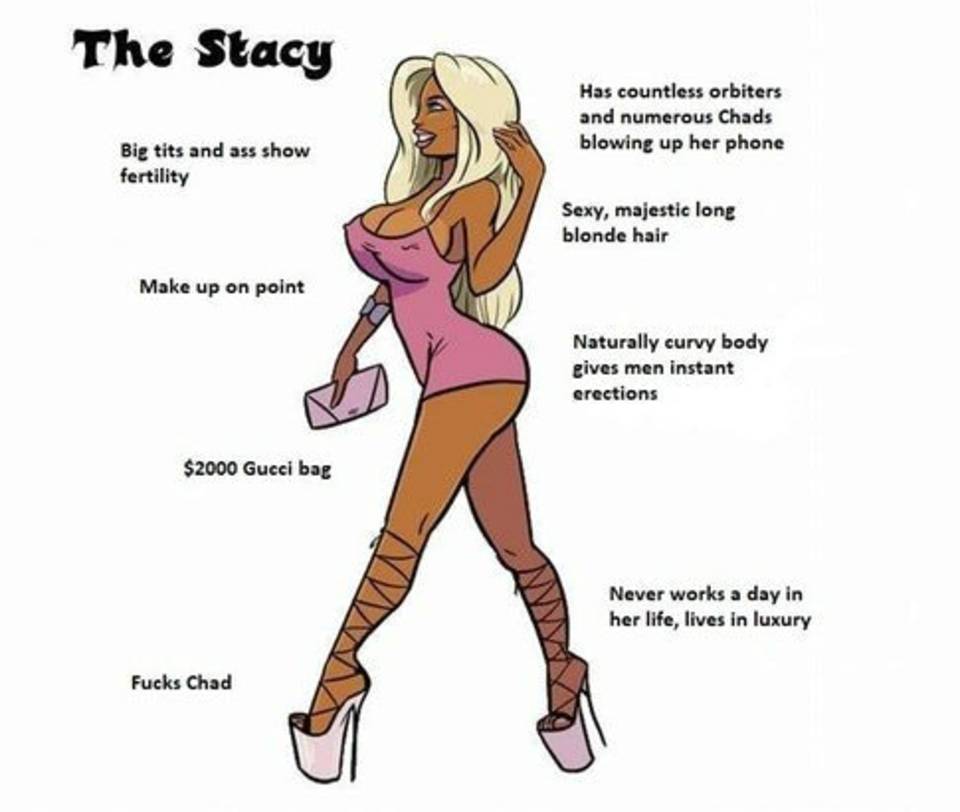 The Stacy
Has countless orbiters
and numerous Chads
blowing up her phone
Big tits and ass show
fertility
Sexy, majestic long
blonde hair
Make up on point
Naturally curvy body
gives men instant
erections
$2000 Gucci bag
Never works a day in
her life, lives in luxury
Fucks Chad